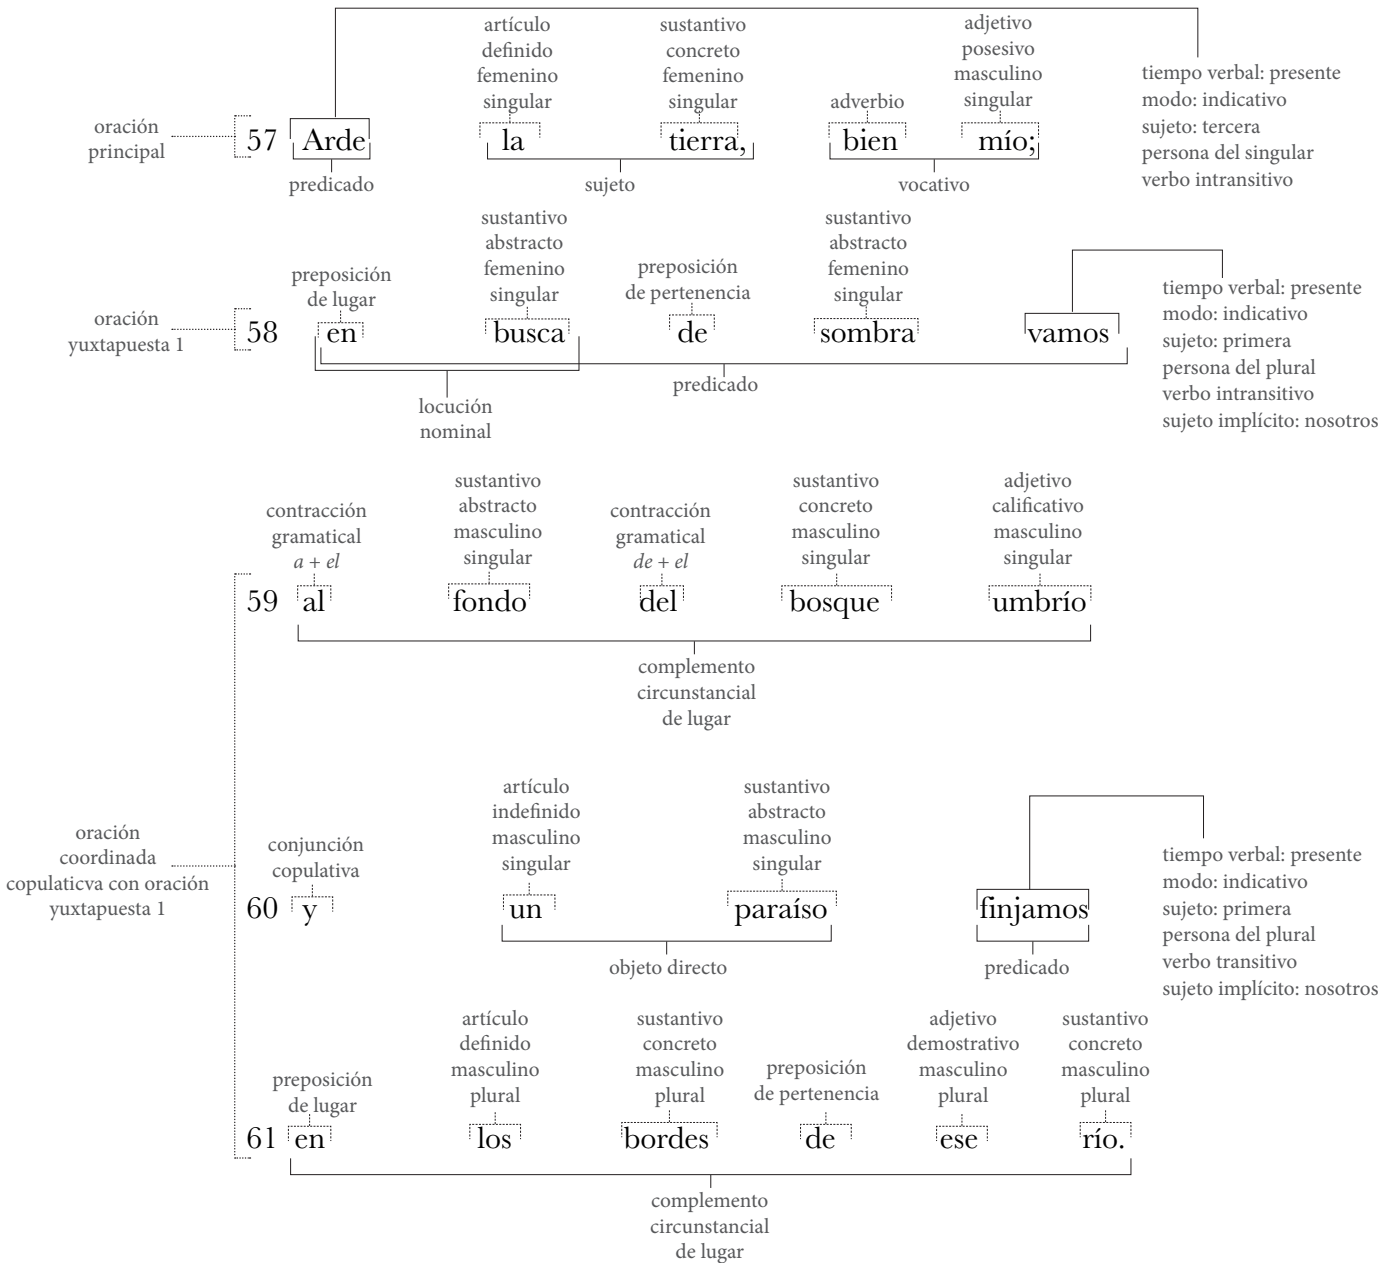 artículo
definido
femenino
singular
sustantivo
concreto
femenino
singular
adverbio
adjetivo
posesivo
masculino
singular
tiempo verbal: presente
modo: indicativo
sujeto: tercera
persona del singular
verbo intransitivo
oración
principal
57 Arde la tierra, bien mío;
predicado sujeto vocativo
preposición
de lugar
sustantivo
abstracto
femenino
singular
preposición
de pertenencia
sustantivo
abstracto
femenino
singular
tiempo verbal: presente
modo: indicativo
sujeto: primera
persona del plural
verbo intransitivo
sujeto implícito: nosotros
oración
yuxtapuesta 1
58 en busca de sombra vamos
predicado
locución
nominal
contracción
gramatical
a + el
sustantivo
abstracto
masculino
singular
contracción
gramatical
de + el
sustantivo
concreto
masculino
singular
adjetivo
calificativo
masculino
singular
59 al fondo del bosque umbrío
complemento
circunstancial
de lugar
oración
coordinada
copulaticva con oración
yuxtapuesta 1
conjunción
copulativa
artículo
indefinido
masculino
singular
sustantivo
abstracto
masculino
singular
tiempo verbal: presente
modo: indicativo
sujeto: primera
persona del plural
verbo transitivo
sujeto implícito: nosotros
60 y un paraíso finjamos
objeto directo predicado
preposición
de lugar
artículo
definido
masculino
plural
sustantivo
concreto
masculino
plural
preposición
de pertenencia
adjetivo
demostrativo
masculino
plural
sustantivo
concreto
masculino
plural
61 en los bordes de ese río.
complemento
circunstancial
de lugar